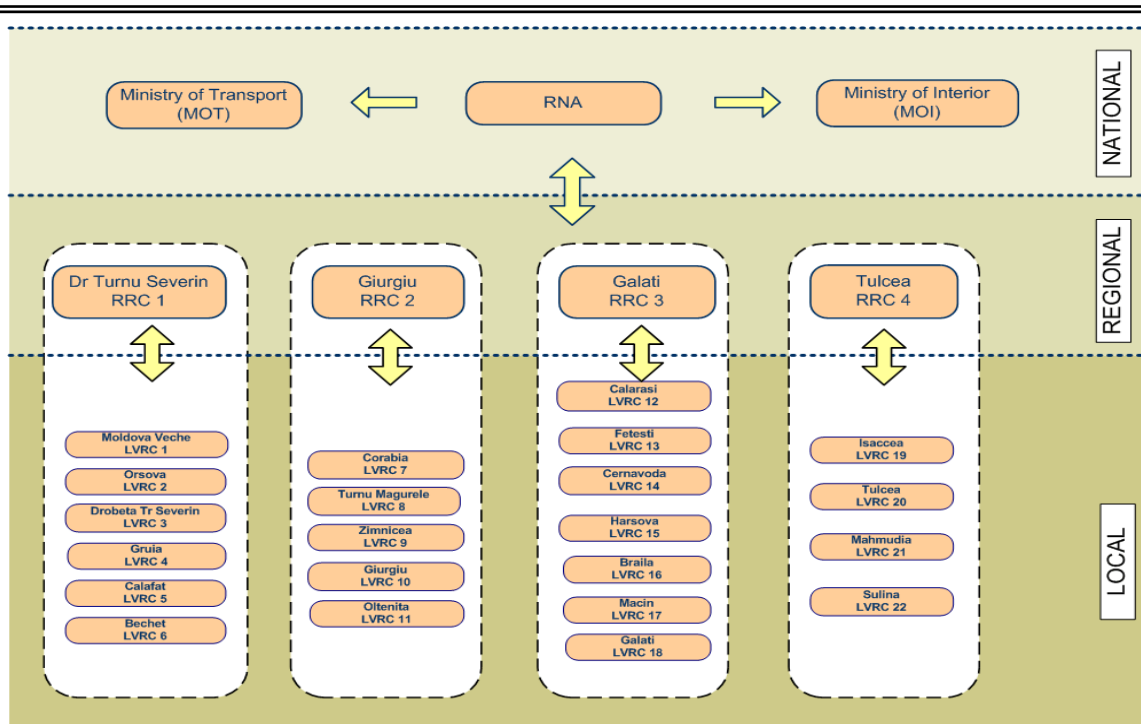 Ministry of Transport
(MOT)
RNA
Ministry of Interior
(MOI)
NATIONAL
Dr Turnu Severin
RRC 1
Giurgiu
RRC 2
Galati
RRC 3
Tulcea
RRC 4
REGIONAL
Moldova Veche
LVRC 1
Orsova
LVRC 2
Drobeta Tr Severin
LVRC 3
Gruia
LVRC 4
Calafat
LVRC 5
Bechet
LVRC 6
Corabia
LVRC 7
Turnu Magurele
LVRC 8
Zimnicea
LVRC 9
Giurgiu
LVRC 10
Oltenita
LVRC 11
Calarasi
LVRC 12
Fetesti
LVRC 13
Cernavoda
LVRC 14
Harsova
LVRC 15
Braila
LVRC 16
Macin
LVRC 17
Galati
LVRC 18
Isaccea
LVRC 19
Tulcea
LVRC 20
Mahmudia
LVRC 21
Sulina
LVRC 22
LOCAL